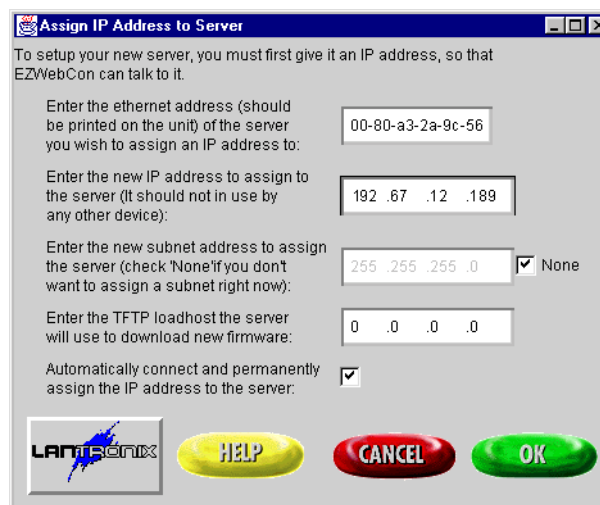 Assign IP Address to Server
To setup your new server, you must first give it an IP address, so that
EZWebCon can talk to it.
Enter the ethernet address (should
be printed on the unit) of the server
you wish to assign an IP address to:
00-80-a3-2a-9c-56
Enter the new IP address to assign to
the server (It should not in use by
any other device):
192 .67 .12 .189
Enter the new subnet address to assign
the server (check 'None'if you don't
want to assign a subnet right now):
255 .255 .255 .0
None
Enter the TFTP loadhost the server
will use to download new firmware:
0 .0 .0 .0
Automatically connect and permanently
assign the IP address to the server:
LANTRONIX
HELP
CANCEL
OK